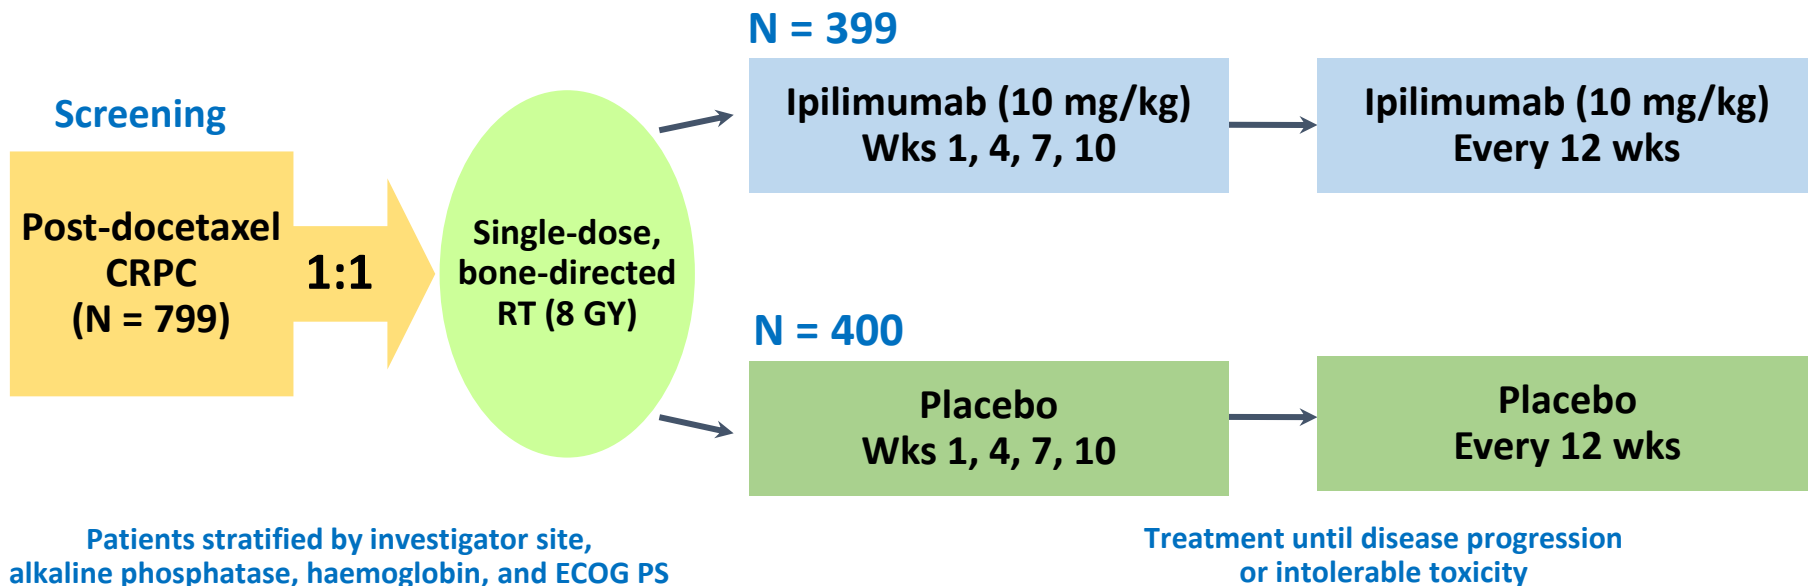 Screening
Post-docetaxel
CRPC
(N = 799)
1:1
Single-dose,
bone-directed
RT (8 GY)
N = 399
Ipilimumab (10 mg/kg)
Wks 1, 4, 7, 10
Ipilimumab (10 mg/kg)
Every 12 wks
N = 400
Placebo
Wks 1, 4, 7, 10
Placebo
Every 12 wks
Patients stratified by investigator site,
alkaline phosphatase, haemoglobin, and ECOG PS
Treatment until disease progression
or intolerable toxicity